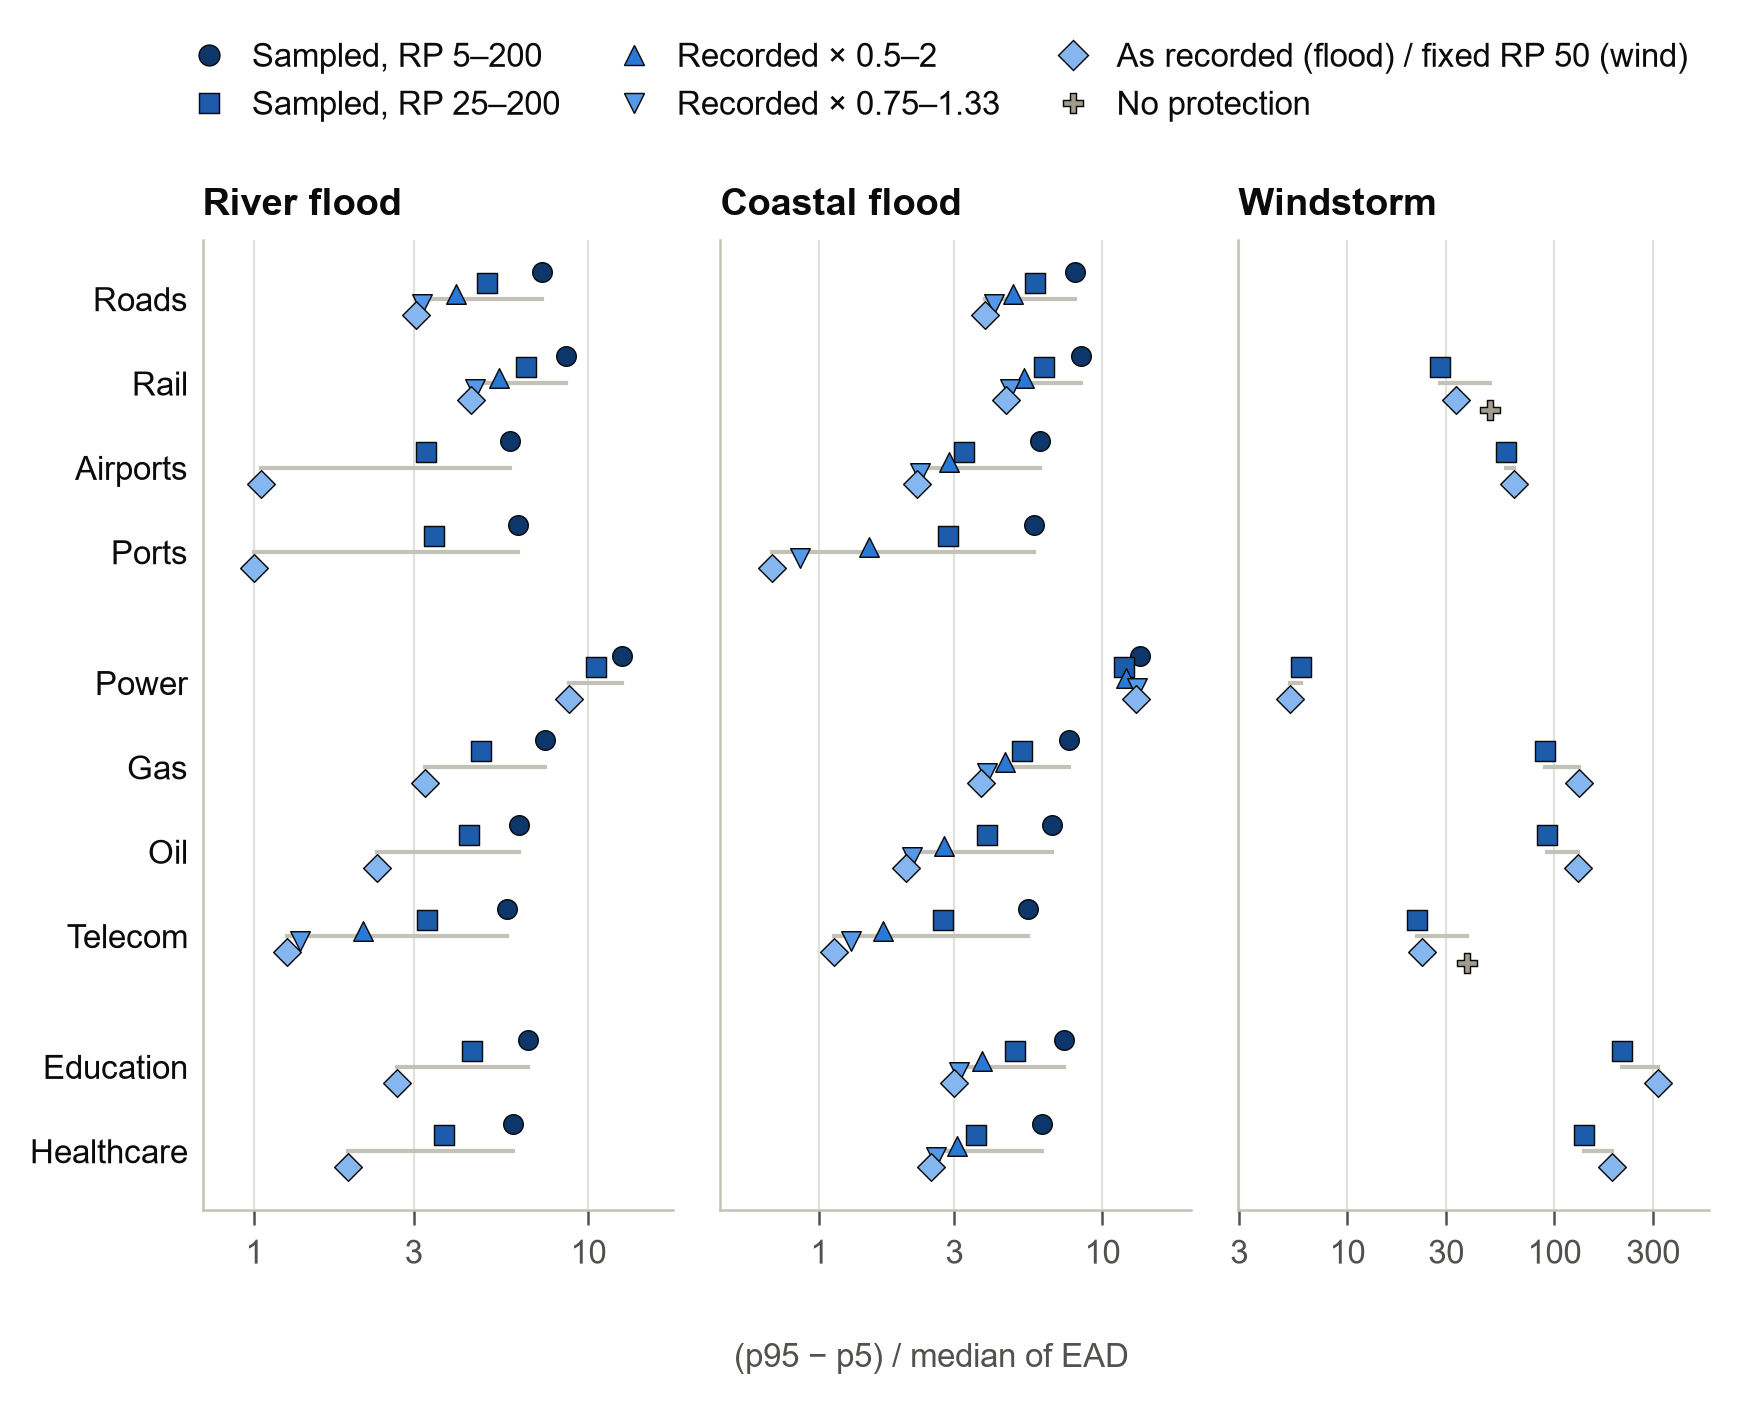 Sampled, RP 5–200
Sampled, RP 25–200
Recorded × 0.5–2
Recorded × 0.75–1.33
As recorded (flood) / fixed RP 50 (wind)
No protection
River flood
Coastal flood
Windstorm
Roads
Rail
Airports
Ports
Power
Gas
Oil
Telecom
Education
Healthcare
1 3 10
1 3 10
3 10 30 100 300
(p95 − p5) / median of EAD